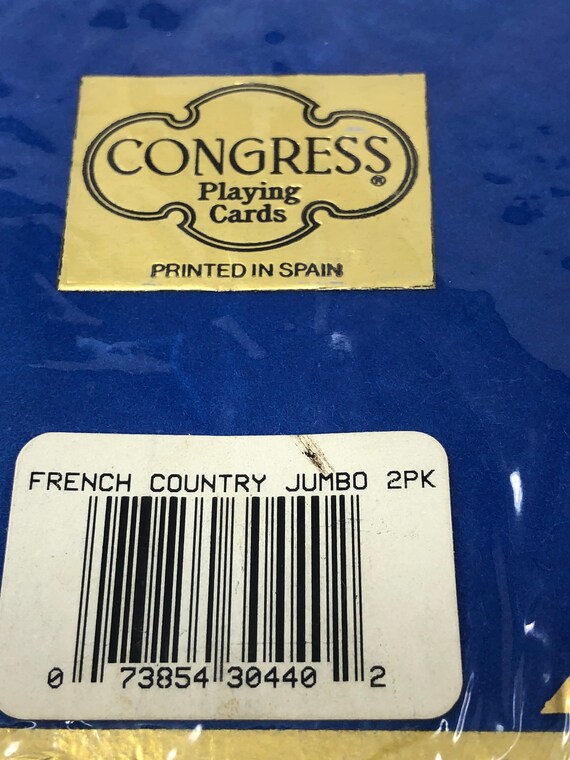 CONGRESS®
Playing
Cards
PRINTED IN SPAIN
FRENCH COUNTRY JUMBO 2PK
0 73854 30440 2